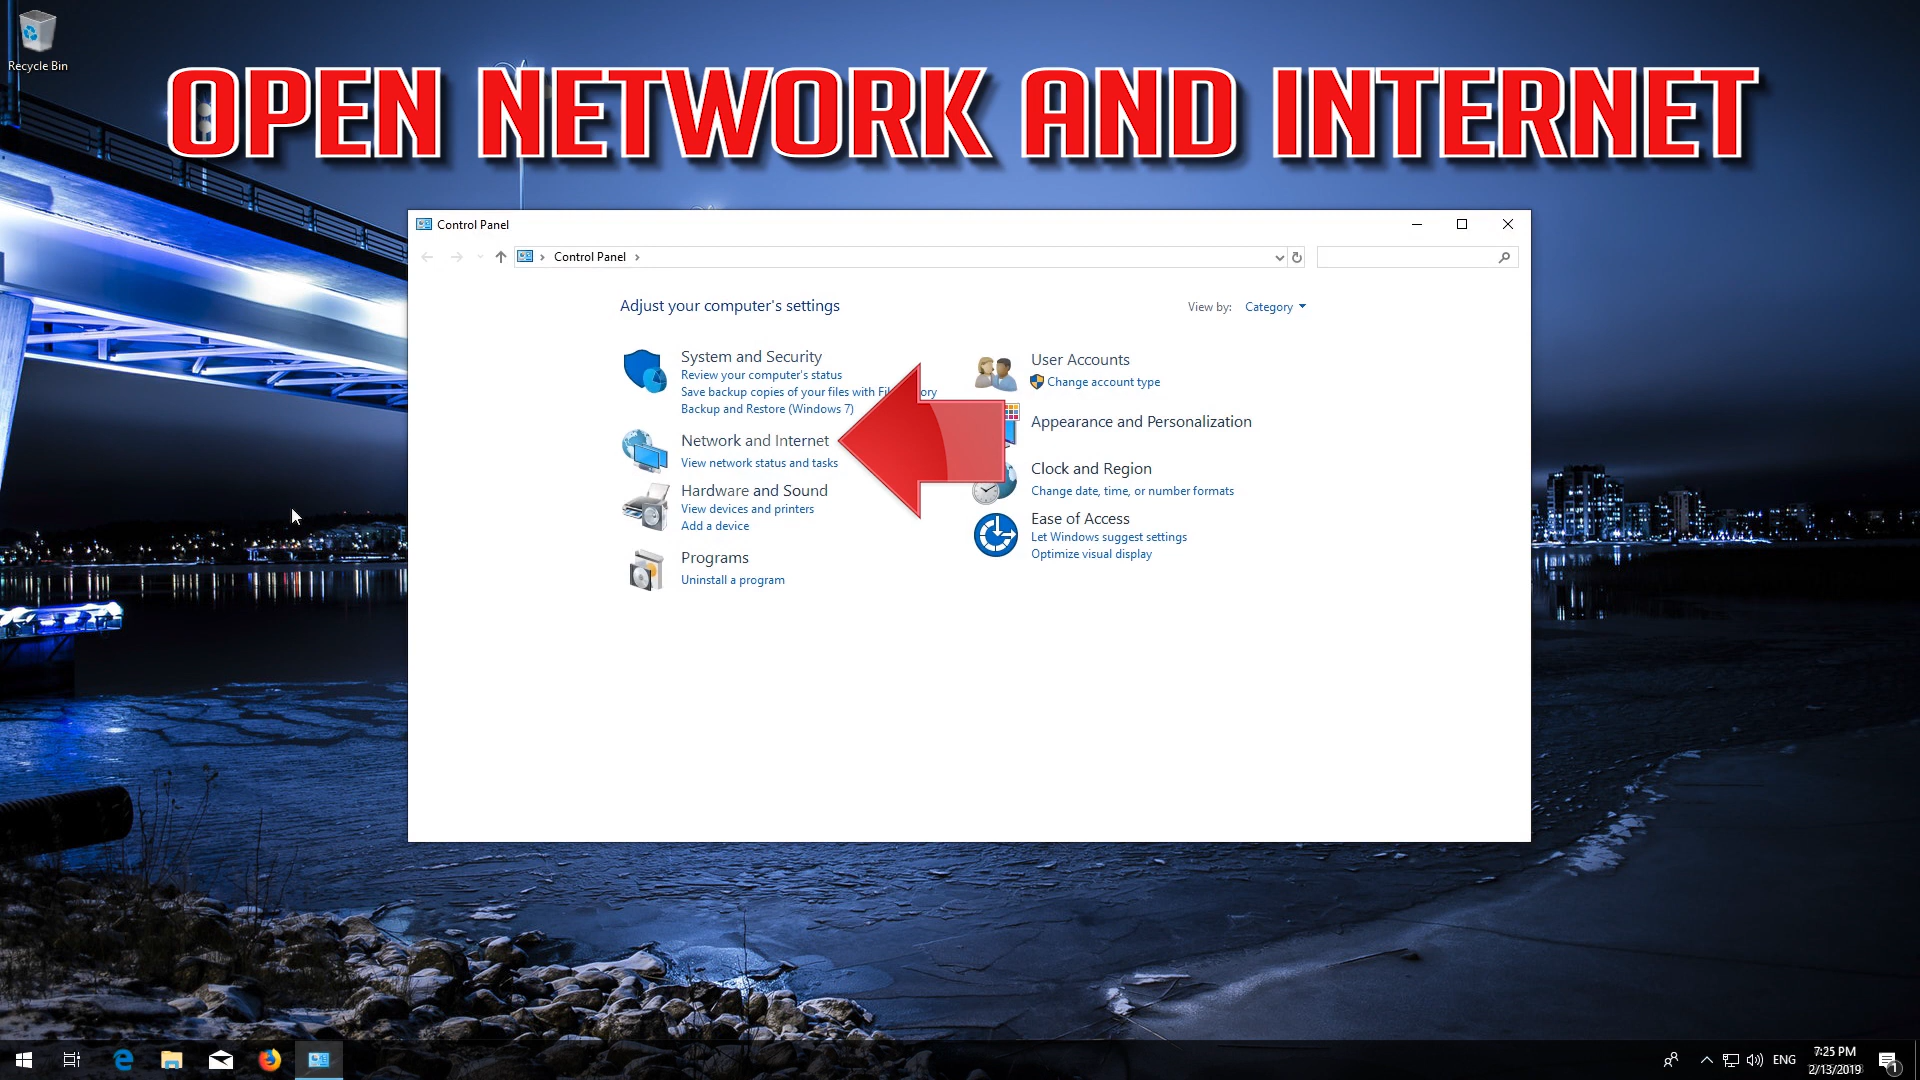 Recycle Bin
OPEN NETWORK AND INTERNET
Control Panel
Control Panel
Adjust your computer's settings
View by: Category
System and Security
Review your computer's status
Save backup copies of your files with Fil ory
Backup and Restore (Windows 7)
Network and Internet
View network status and tasks
Hardware and Sound
View devices and printers
Add a device
Programs
Uninstall a program
User Accounts
Change account type
Appearance and Personalization
Clock and Region
Change date, time, or number formats
Ease of Access
Let Windows suggest settings
Optimize visual display
ENG
7:25 PM
2/13/2019
1